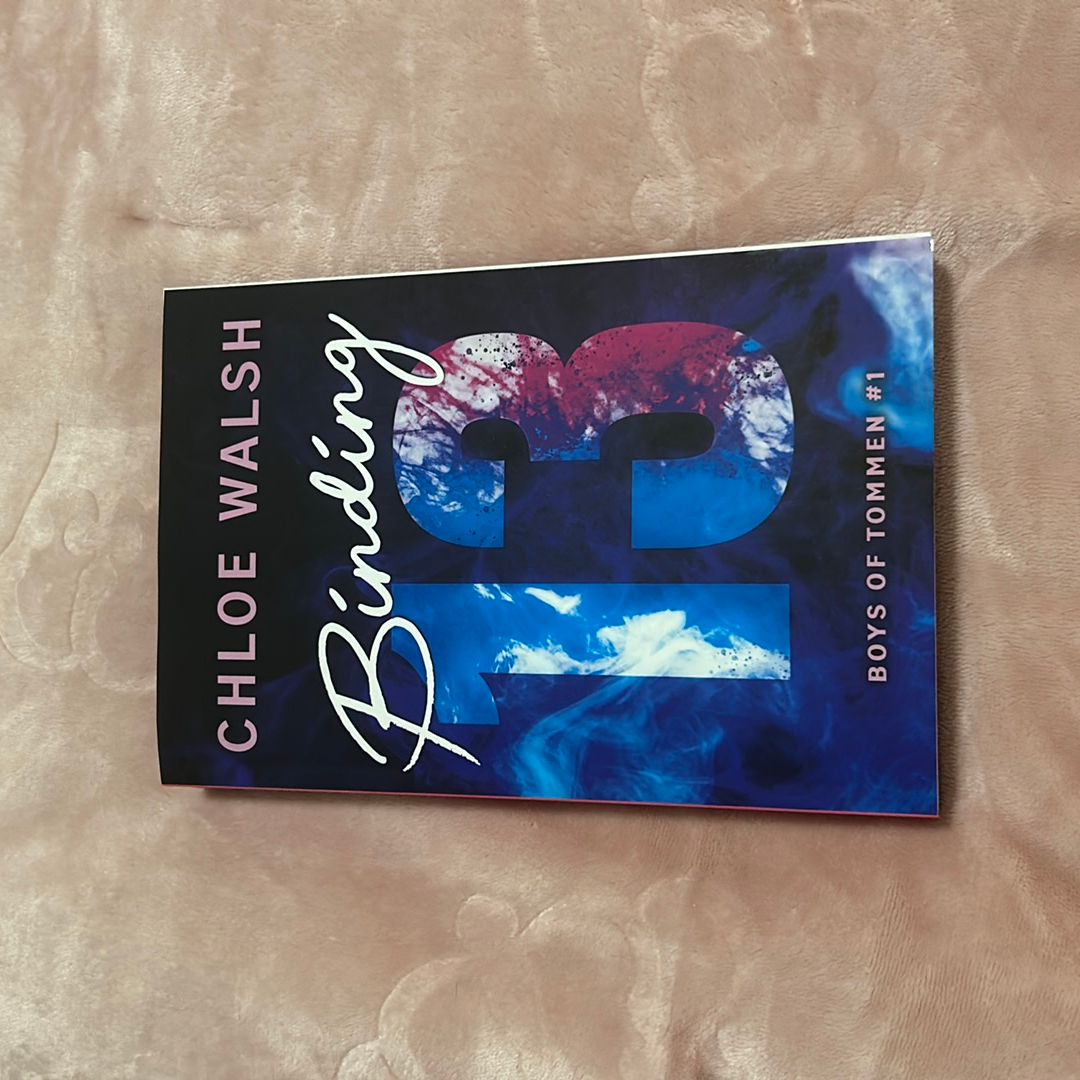 CHLOE WALSH
Binding
13
BOYS OF TOMMEN #1